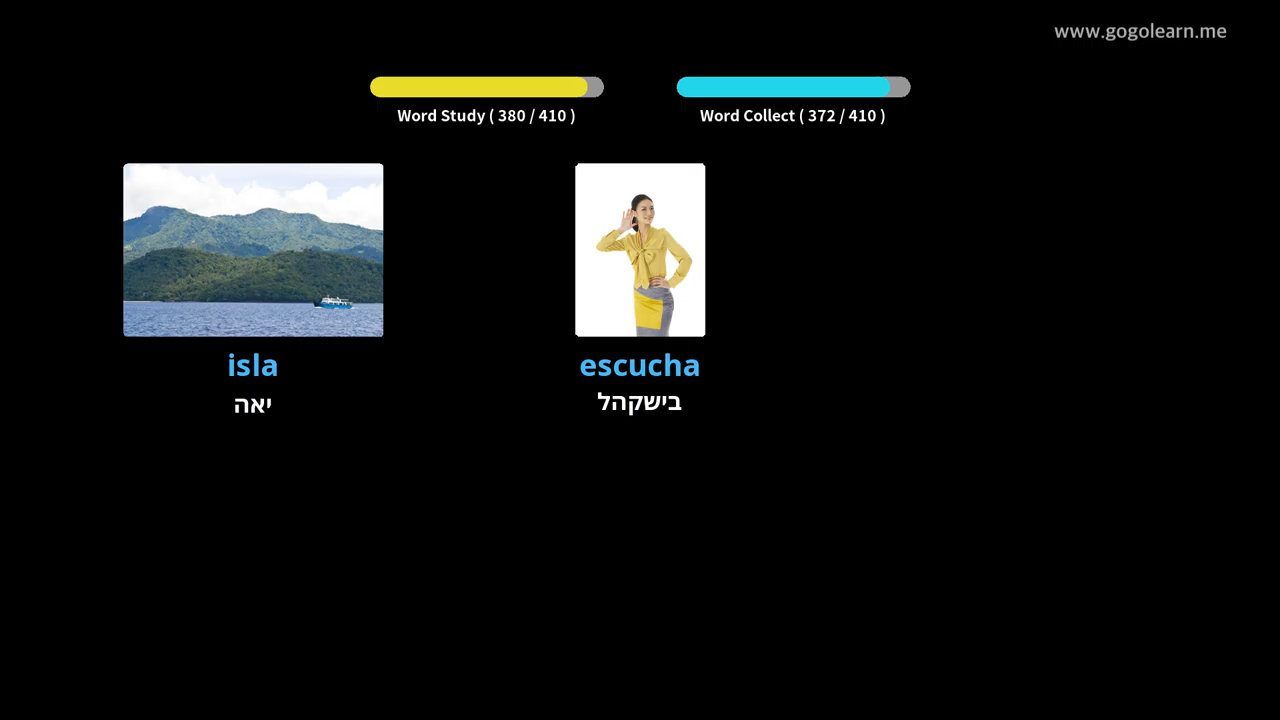 www.gogolearn.me
Word Study ( 380 / 410 )
Word Collect ( 372 / 410 )
isla
יאה
escucha
בישקהל